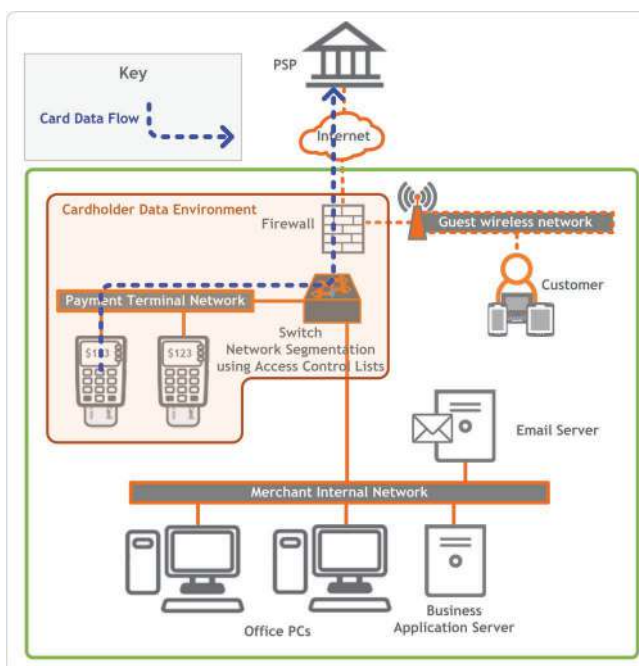 PSP
Key
Card Data Flow
Internet
Cardholder Data Environment
Firewall
Guest wireless network
Customer
Payment Terminal Network
$123
$123
Switch
Network Segmentation
using Access Control Lists
Email Server
Merchant Internal Network
Office PCs
Business
Application Server